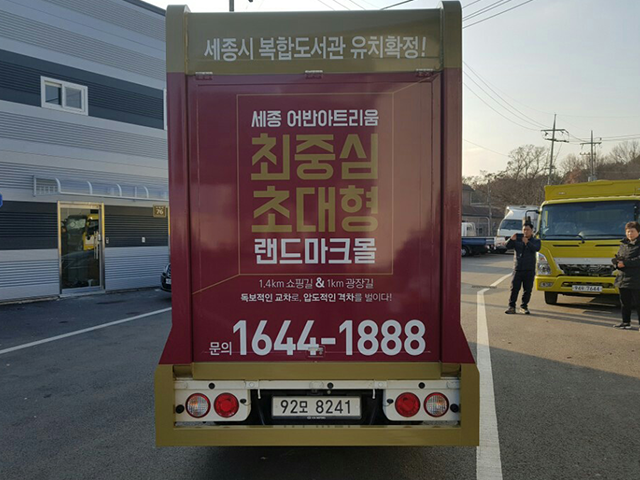 세종시 복합도서관 유치확정!
세종 어반아트리움
최중심
초대형
랜드마크몰
1.4km 쇼핑길 & 1km 광장길
독보적인 교차로, 압도적인 격차를 벌이다!
문의 1644-1888
92모 8241